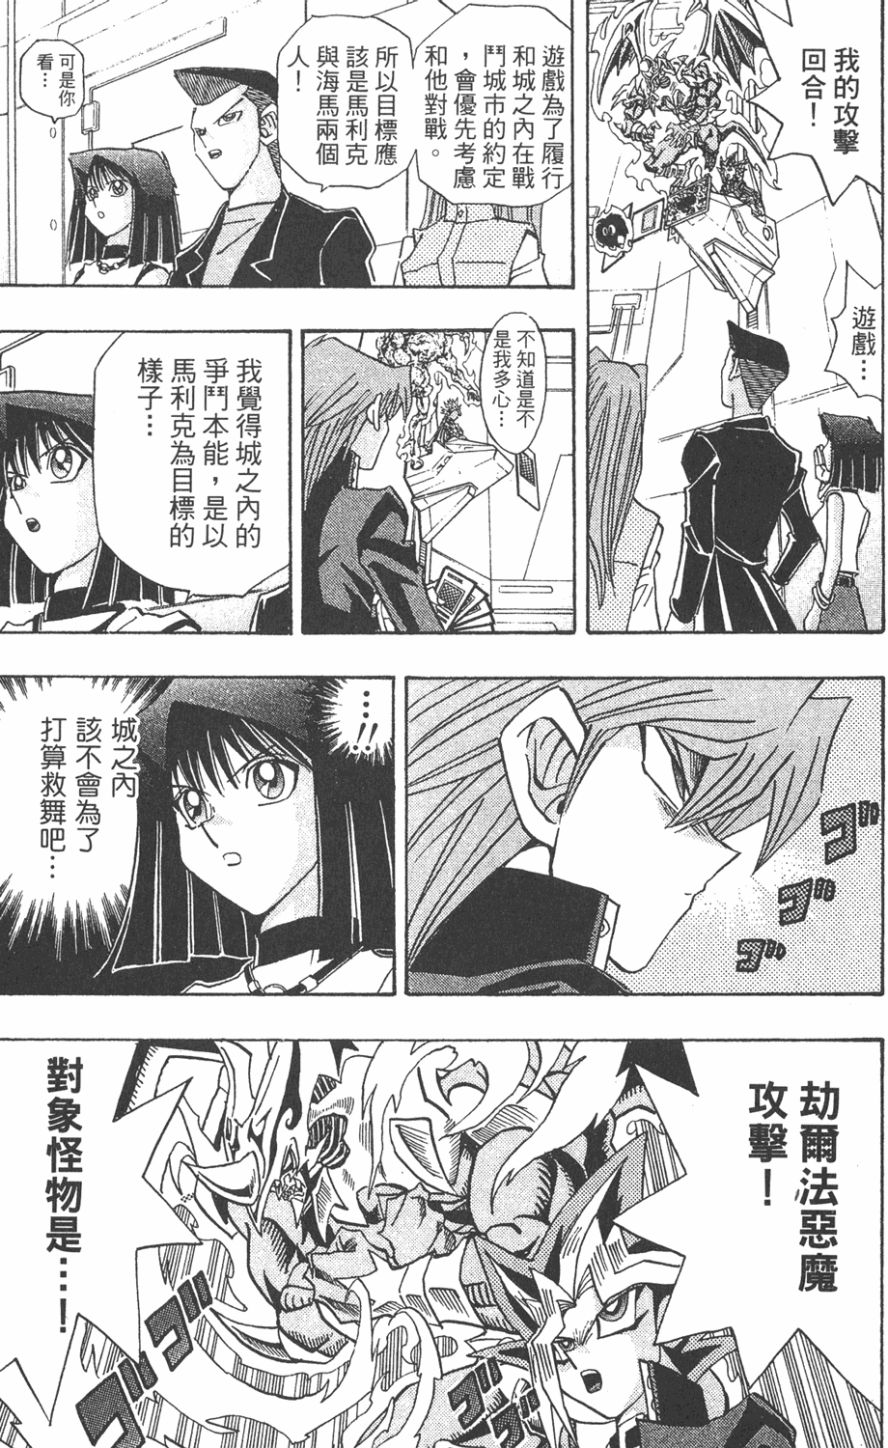 我的攻擊
回合！
遊戲…
遊戲為了履行
和城之內在戰
鬥城市的約定
，會優先考慮
和他對戰。
所以目標應
該是馬利克
與海馬兩個
人！
可是你
看…
不知道是不
是我多心…
我覺得城之內的
爭鬥本能，是以
馬利克為目標的
樣子…
ゴ
ゴ
ゴ
…!!
城之內
該不會為了
打算救舞吧…
劫爾法惡魔
攻擊！
對象怪物是…！
ゴ
ゴ
ゴ